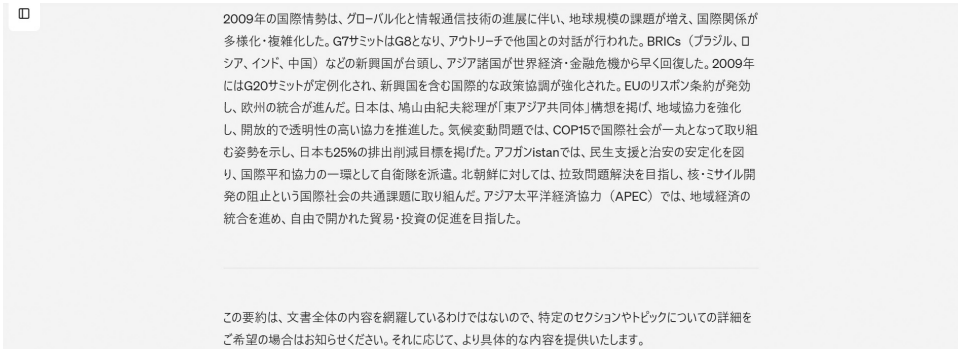 2009年の国際情勢は、グローバル化と情報通信技術の進展に伴い、地球規模の課題が増え、国際関係が
多様化・複雑化した。G7サミットはG8となり、アウトリーチで他国との対話が行われた。BRICs（ブラジル、ロ
シア、インド、中国）などの新興国が台頭し、アジア諸国が世界経済・金融危機から早く回復した。2009年
にはG20サミットが定例化され、新興国を含む国際的な政策協調が強化された。EUのリスボン条約が発効
し、欧州の統合が進んだ。日本は、鳩山由紀夫総理が「東アジア共同体」構想を掲げ、地域協力を強化
し、開放的で透明性の高い協力を推進した。気候変動問題では、COP15で国際社会が一丸となって取り組
む姿勢を示し、日本も25%の排出削減目標を掲げた。アフガンistanでは、民生支援と治安の安定化を図
り、国際平和協力の一環として自衛隊を派遣。北朝鮮に対しては、拉致問題解決を目指し、核・ミサイル開
発の阻止という国際社会の共通課題に取り組んだ。アジア太平洋経済協力（APEC）では、地域経済の
統合を進め、自由で開かれた貿易・投資の促進を目指した。
この要約は、文書全体の内容を網羅しているわけではないので、特定のセクションやトピックについての詳細を
ご希望の場合はお知らせください。それに応じて、より具体的な内容を提供いたします。